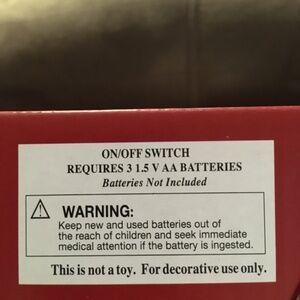 ON/OFF SWITCH
REQUIRES 3 1.5 V AA BATTERIES
Batteries Not Included
WARNING:
Keep new and used batteries out of
the reach of children and seek immediate
medical attention if the battery is ingested.
This is not a toy. For decorative use only.